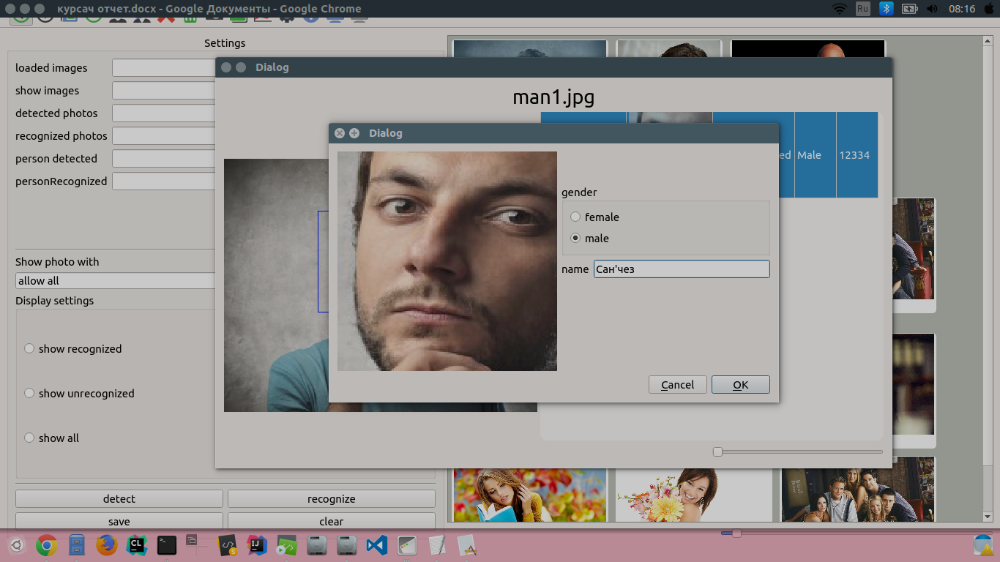 курсач отчет.docx - Google Документы - Google Chrome
Ru
08:16
Settings
loaded images
show images
detected photos
recognized photos
person detected
personRecognized
Show photo with
allow all
Display settings
show recognized
show unrecognized
show all
detect
recognize
save
clear
Dialog
man1.jpg
ed
Male
12334
Dialog
gender
female
male
name
Сан'чез
Cancel
OK
CL
IJ